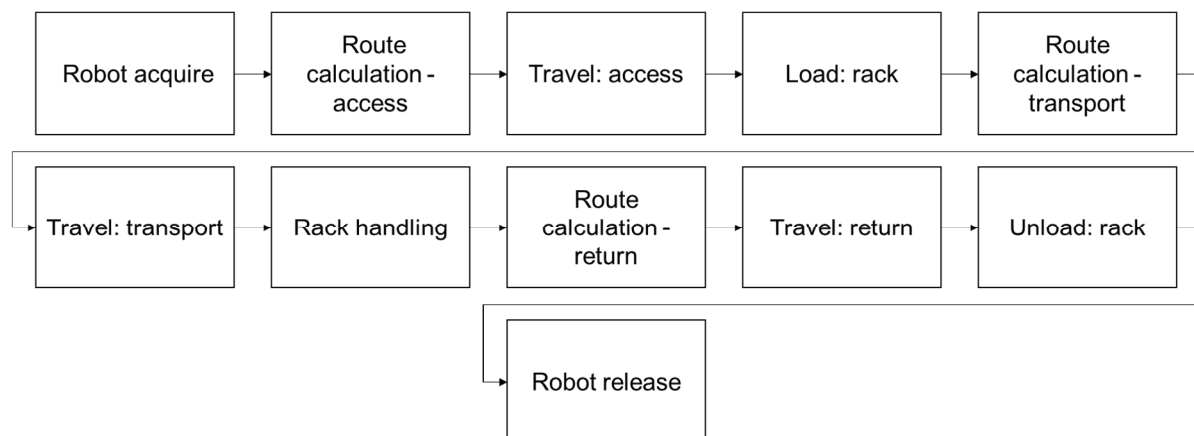 Robot acquire
Route
calculation -
access
Travel: access
Load: rack
Route
calculation -
transport
Travel: transport
Rack handling
Route
calculation -
return
Travel: return
Unload: rack
Robot release